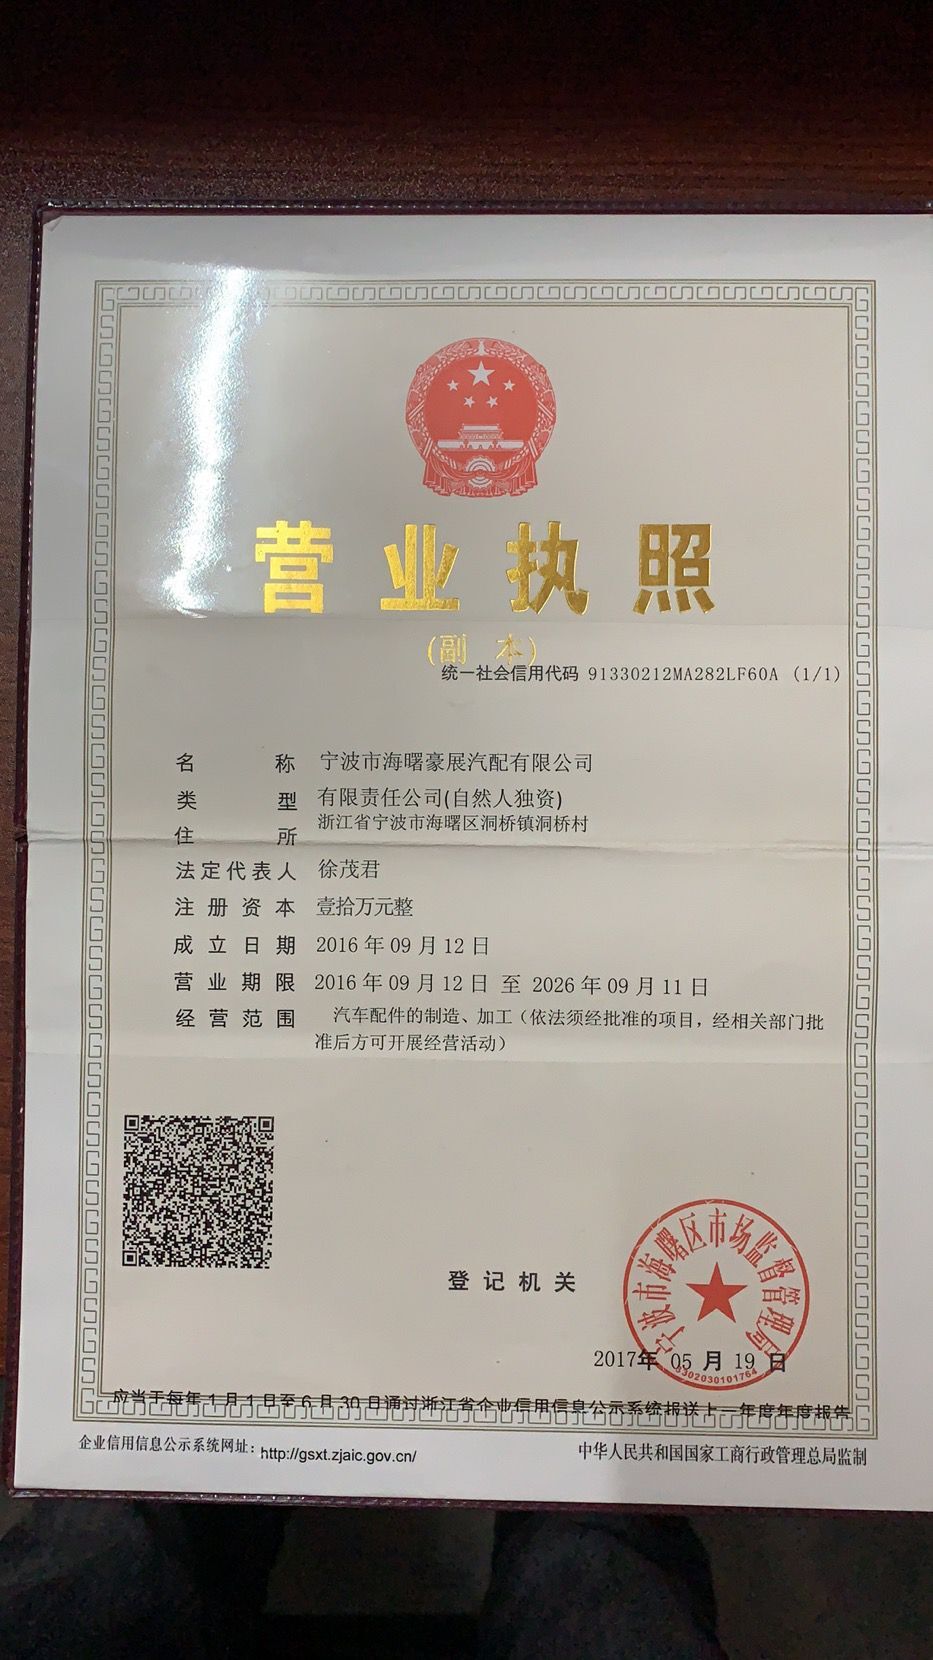 营业执照
(副 本)
统一社会信用代码 91330212MA282LF60A (1/1)
名 称 宁波市海曙豪展汽配有限公司
类 型 有限责任公司(自然人独资)
住 所 浙江省宁波市海曙区洞桥镇洞桥村
法定代表人 徐茂君
注册资本 壹拾万元整
成立日期 2016年09月12日
营业期限 2016年09月12日 至 2026年09月11日
经营范围 汽车配件的制造、加工(依法须经批准的项目，经相关部门批
准后方可开展经营活动)
宁波市海曙区市场监督管理局
登记机关
2017年 05 月 19 日
3302030101764
应当于每年1月1日至6月30日通过浙江省企业信用信息公示系统报送上一年度年度报告
企业信用信息公示系统网址: http://gsxt.zjaic.gov.cn/
中华人民共和国国家工商行政管理总局监制